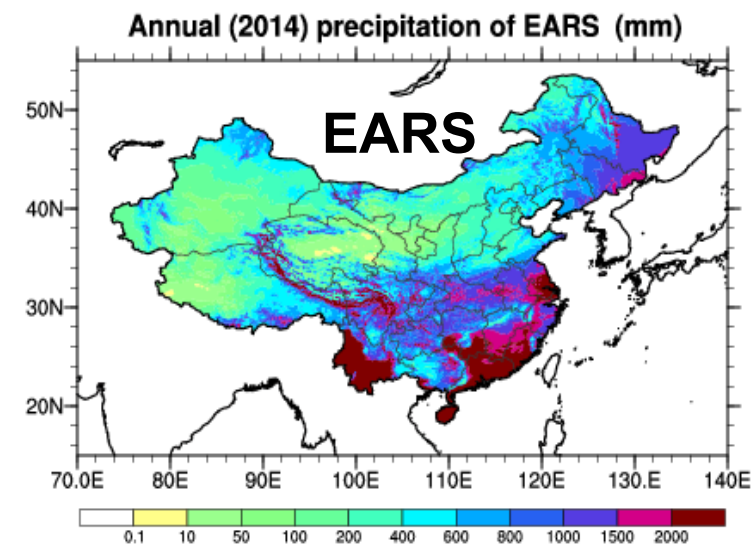 Annual (2014) precipitation of EARS (mm)
EARS
50N
40N
30N
20N
70.0E 80E 90E 100E 110E 120E 130.E 140E
0.1 10 50 100 200 400 600 800 1000 1500 2000